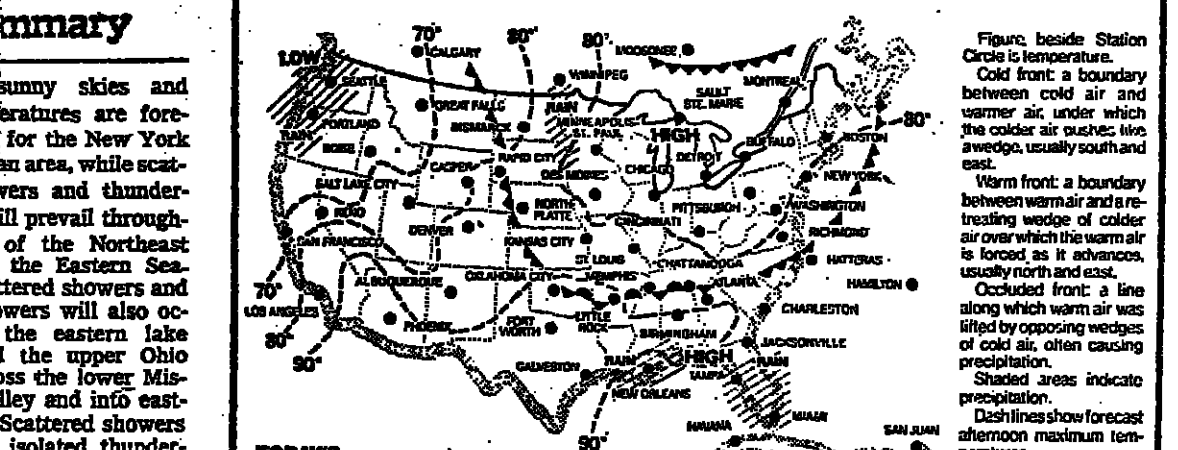 mmary
sunny skies and
eratures are fore-
for the New York
an area, while scat-
wers and thunder-
ill prevail through-
of the Northeast
the Eastern Sea-
ttered showers and
owers will also oc-
the eastern lake
the upper Ohio
oss the lower Mis-
lley and into east-
Scattered showers
isolated thunder-
70°
80°
80°
LOW
CALGARY
MOOSONEE
SEATTLE
WINNIPEG
MONTREAL
GREAT FALLS
RAIN
SAULT
STE. MARIE
PORTLAND
BISMARCK
MINNEAPOLIS
ST. PAUL
HIGH
80°
RAIN
BOISE
BUFFALO
BOSTON
CASPER
RAPID CITY
DETROIT
DES MOINES
CHICAGO
NEW YORK
SALT LAKE CITY
RENO
NORTH
PLATTE
PITTSBURGH
WASHINGTON
CINCINNATI
DENVER
RICHMOND
SAN FRANCISCO
KANSAS CITY
ST. LOUIS
CHATTANOOGA
HATTERAS
ALBUQUERQUE
OKLAHOMA CITY
MEMPHIS
ATLANTA
HAMILTON
70°
LOS ANGELES
LITTLE
ROCK
CHARLESTON
80°
PHOENIX
FORT
WORTH
BIRMINGHAM
JACKSONVILLE
90°
GALVESTON
RAIN
HIGH
RAIN
TAMPA
NEW ORLEANS
MIAMI
HAVANA
SAN JUAN
90°
Figure beside Station
Circle is temperature.
Cold front: a boundary
between cold air and
warmer air, under which
the colder air pushes like
a wedge, usually south and
east.
Warm front: a boundary
between warm air and a re-
treating wedge of colder
air over which the warm air
is forced as it advances,
usually north and east.
Occluded front: a line
along which warm air was
lifted by opposing wedges
of cold air, often causing
precipitation.
Shaded areas indicate
precipitation.
Dash lines show forecast
afternoon maximum tem-